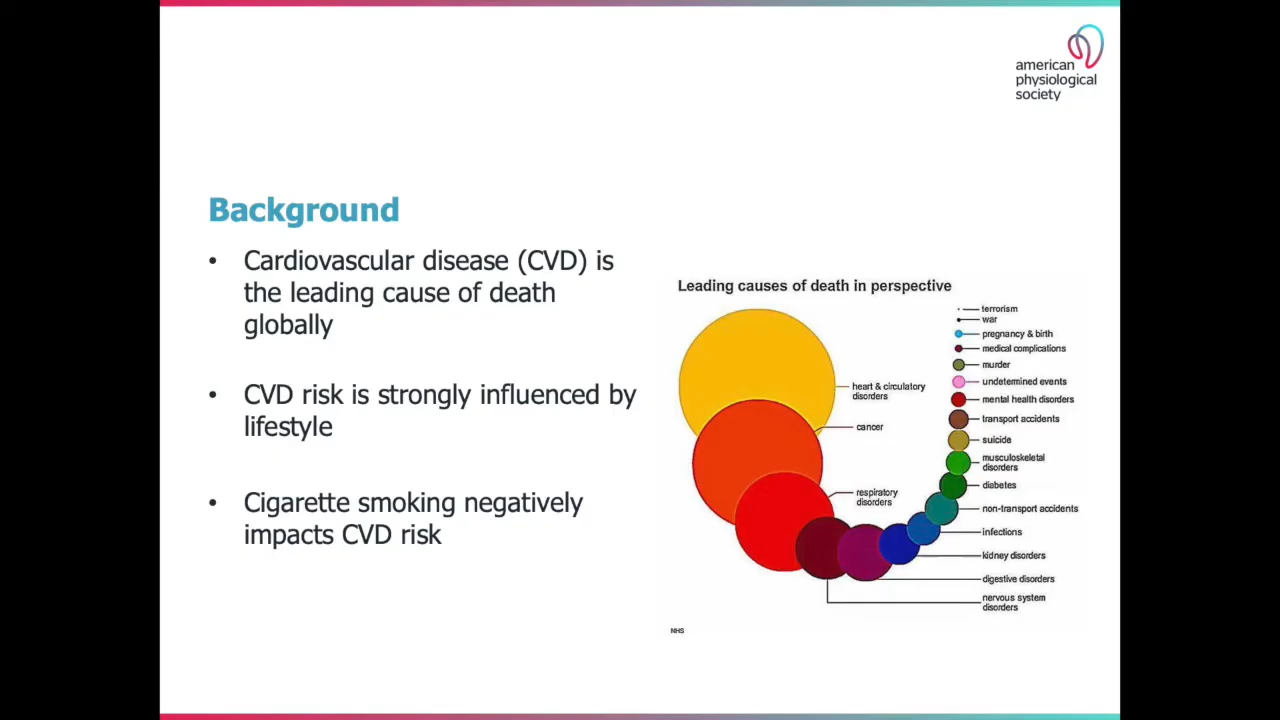 american
physiological
society
Background
• Cardiovascular disease (CVD) is
the leading cause of death
globally
• CVD risk is strongly influenced by
lifestyle
• Cigarette smoking negatively
impacts CVD risk
Leading causes of death in perspective
terrorism
war
pregnancy & birth
medical complications
murder
undetermined events
mental health disorders
transport accidents
suicide
musculoskeletal
disorders
diabetes
non-transport accidents
infections
kidney disorders
digestive disorders
nervous system
disorders
heart & circulatory
disorders
cancer
respiratory
disorders
NHS